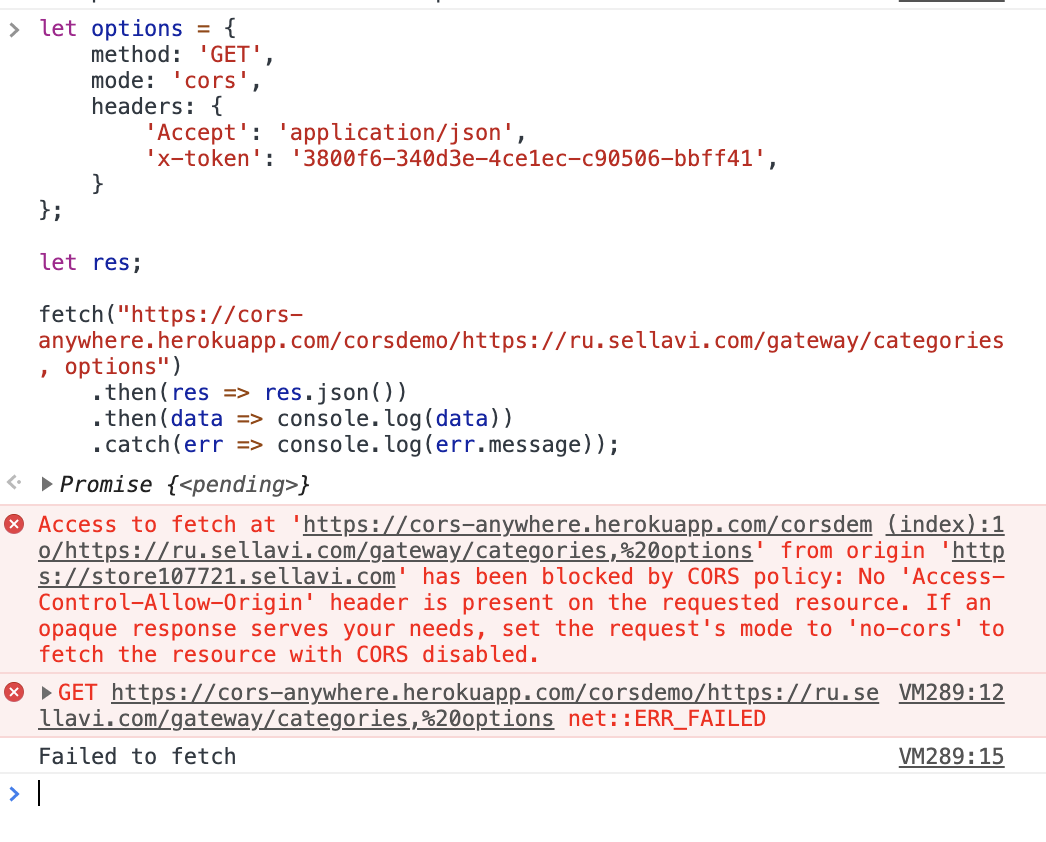 let options = {
    method: 'GET',
    mode: 'cors',
    headers: {
        'Accept': 'application/json',
        'x-token': '3800f6-340d3e-4ce1ec-c90506-bbff41',
    }
};
let res;
fetch("https://cors-
anywhere.herokuapp.com/corsdemo/https://ru.sellavi.com/gateway/categories
, options")
    .then(res => res.json())
    .then(data => console.log(data))
    .catch(err => console.log(err.message));
Promise {<pending>}
Access to fetch at 'https://cors-anywhere.herokuapp.com/corsdem (index):1
o/https://ru.sellavi.com/gateway/categories,%20options' from origin 'http
s://store107721.sellavi.com' has been blocked by CORS policy: No 'Access-
Control-Allow-Origin' header is present on the requested resource. If an
opaque response serves your needs, set the request's mode to 'no-cors' to
fetch the resource with CORS disabled.
GET https://cors-anywhere.herokuapp.com/corsdemo/https://ru.se VM289:12
llavi.com/gateway/categories,%20options net::ERR_FAILED
Failed to fetch VM289:15